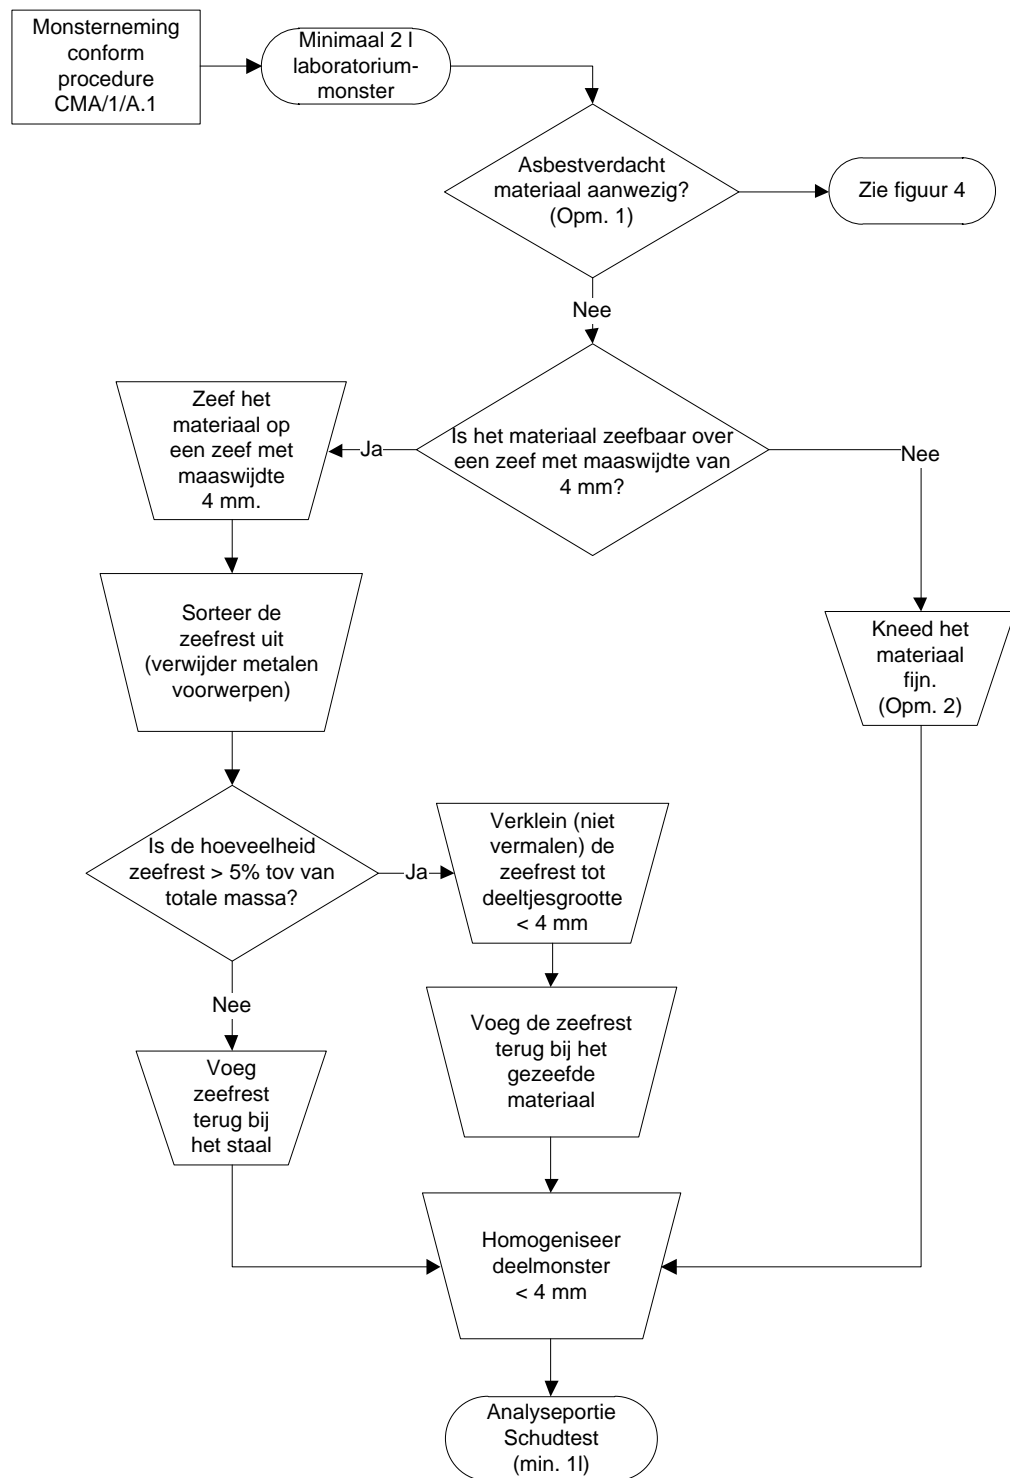 Monsterneming
conform
procedure
CMA/1/A.1
Minimaal 2 l
laboratorium-
monster
Asbestverdacht
materiaal aanwezig?
(Opm. 1)
Zie figuur 4
Nee
Is het materiaal zeefbaar over
een zeef met maaswijdte van
4 mm?
Ja
Nee
Zeef het
materiaal op
een zeef met
maaswijdte
4 mm.
Sorteer de
zeefrest uit
(verwijder metalen
voorwerpen)
Kneed het
materiaal
fijn.
(Opm. 2)
Is de hoeveelheid
zeefrest > 5% tov van
totale massa?
Ja
Verklein (niet
vermalen) de
zeefrest tot
deeltjesgrootte
< 4 mm
Nee
Voeg de zeefrest
terug bij het
gezeefde
materiaal
Voeg
zeefrest
terug bij
het staal
Homogeniseer
deelmonster
< 4 mm
Analyseportie
Schudtest
(min. 1l)